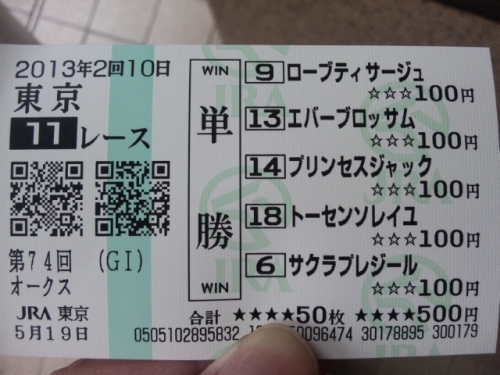 2013年2回10日
東京
11レース
第74回 (GI)
オークス
JRA 東京
5月19日
WIN
単勝
WIN
9 ローブティサージュ
☆☆☆100円
13 エバーブロッサム
☆☆☆100円
14 プリンセスジャック
☆☆☆100円
18 トーセンソレイユ
☆☆☆100円
6 サクラプレジール
☆☆☆100円
合計 ★★★★50枚 ★★★★500円
0505102895832 30178895 300179
JRA